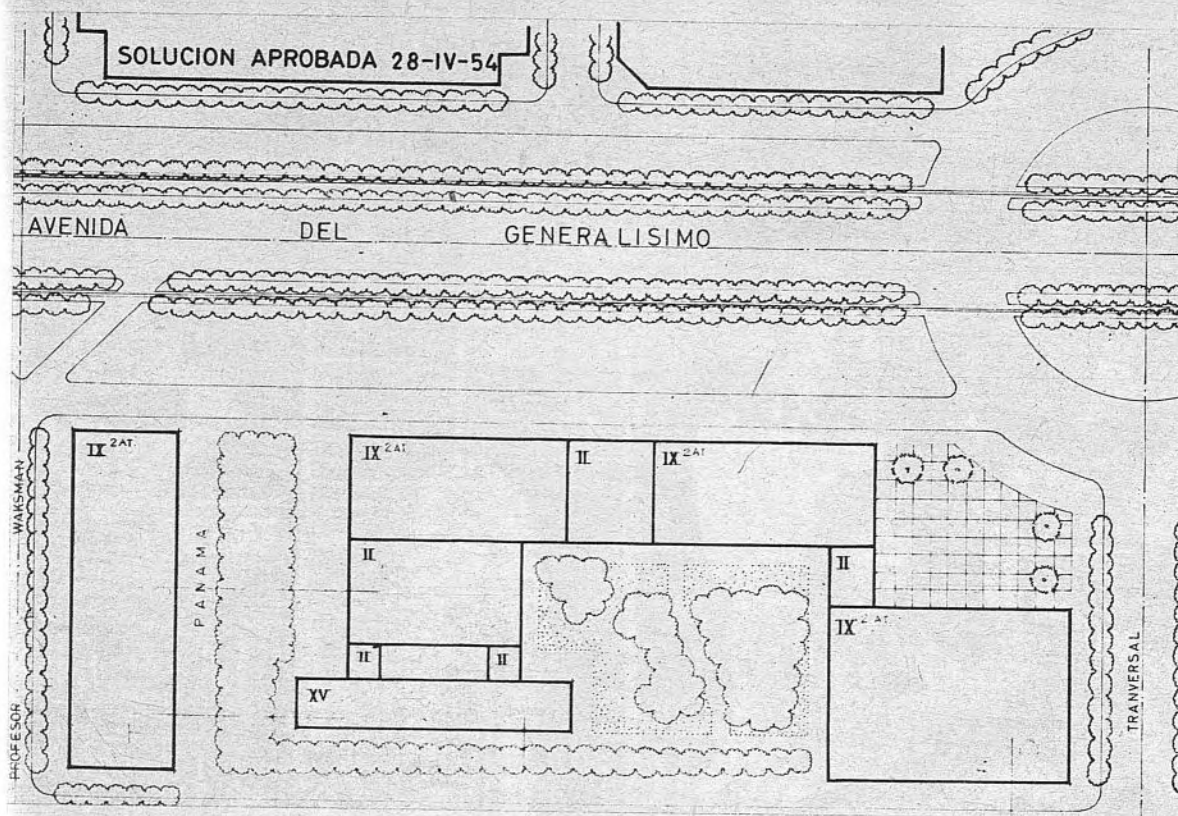 SOLUCION APROBADA 28-IV-54
AVENIDA DEL GENERALISIMO
IX 2AT.
IX 2AT
II
IX 2AT
WAKSMAN
PROFESOR
PANAMA
II
II
II
II
XV
IX 2AT.
TRANVERSAL